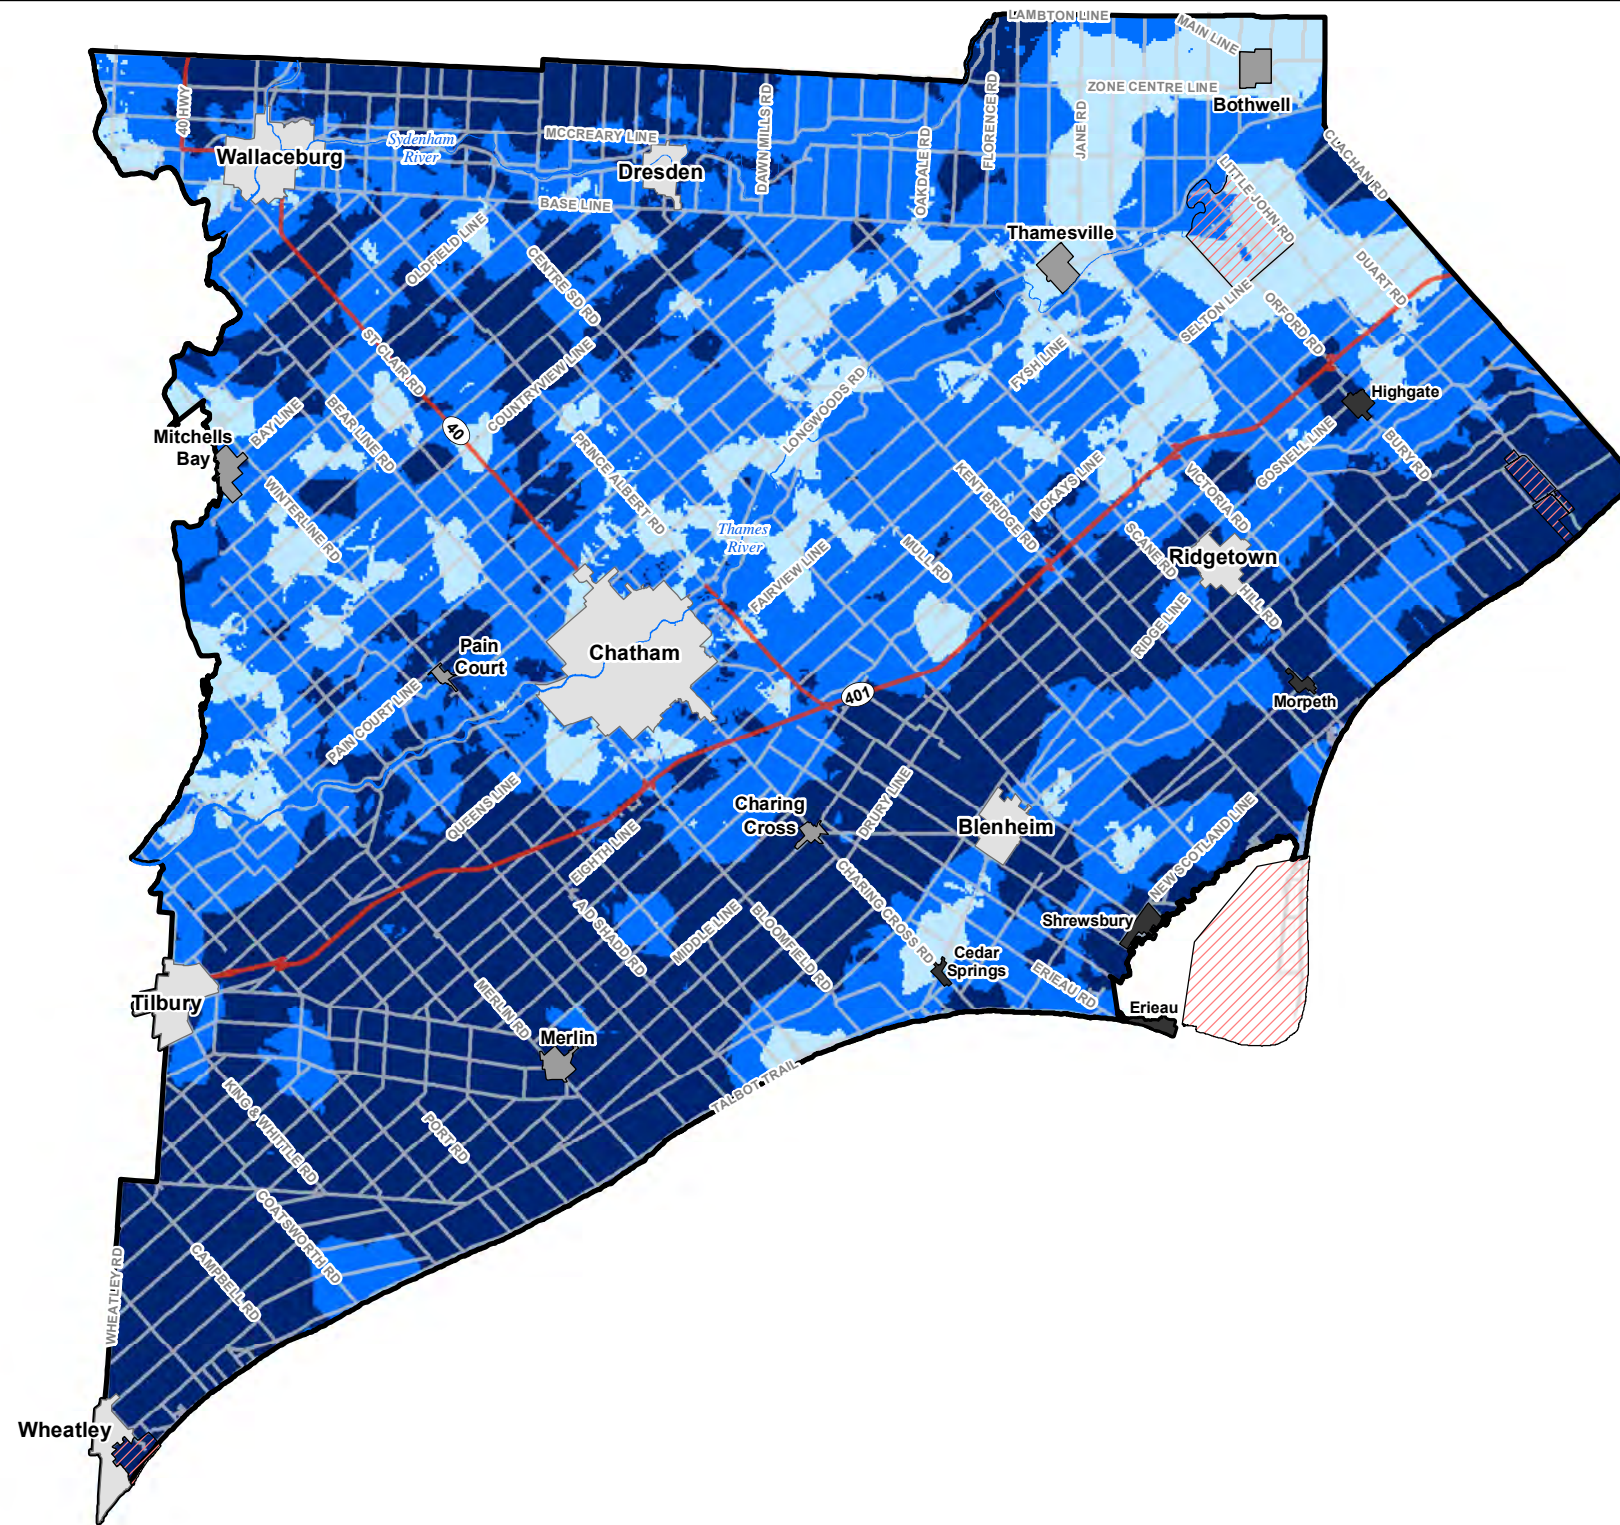 LAMBTON LINE
MAIN LINE
40 HWY
ZONE CENTRE LINE
Bothwell
DAWN MILLS RD
FLORENCE RD
JANE RD
OAKDALE RD
CLACHAN RD
MCCREARY LINE
Sydenham
River
Wallaceburg
Dresden
BASE LINE
LITTLE JOHN RD
Thamesville
OLDFIELD LINE
CENTRE SD RD
DUART RD
SELTON LINE
ORFORD RD
ST CLAIR RD
COUNTRYVIEW LINE
FYSH LINE
LONGWOODS RD
Highgate
BAY LINE
BEAR LINE RD
40
Mitchells
Bay
PRINCE ALBERT RD
GOSNELL LINE
BURY RD
WINTERLINE RD
KENT BRIDGE RD
MCKAYS LINE
VICTORIA RD
Thames
River
MULL RD
SCANE RD
Ridgetown
FAIRVIEW LINE
HILL RD
RIDGE LINE
Pain
Court
Chatham
401
Morpeth
PAIN COURT LINE
QUEENS LINE
Charing
Cross
DRURY LINE
Blenheim
EIGHTH LINE
NEW SCOTLAND LINE
CHARING CROSS RD
AD SHADD RD
MIDDLE LINE
BLOOMFIELD RD
Shrewsbury
Cedar
Springs
ERIEAU RD
Tilbury
MERLIN RD
Erieau
Merlin
TALBOT TRAIL
KING & WHITTLE RD
PORT RD
COATSWORTH RD
CAMPBELL RD
WHEATLEY RD
Wheatley